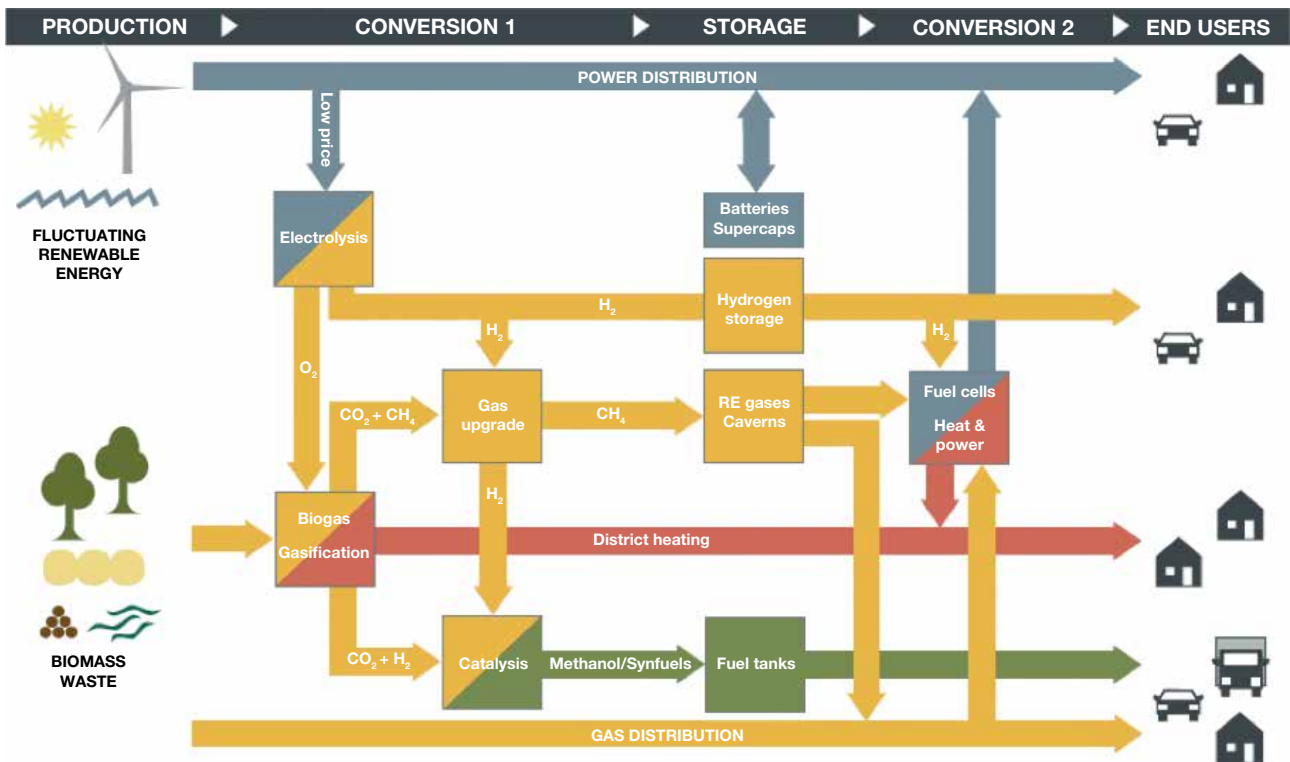 PRODUCTION
CONVERSION 1
STORAGE
CONVERSION 2
END USERS
POWER DISTRIBUTION
Low price
FLUCTUATING
RENEWABLE
ENERGY
Electrolysis
Batteries
Supercaps
H₂
Hydrogen
storage
H₂
H₂
O₂
CO₂ + CH₄
Gas
upgrade
CH₄
RE gases
Caverns
Fuel cells
Heat &
power
H₂
Biogas
Gasification
District heating
BIOMASS
WASTE
CO₂ + H₂
Catalysis
Methanol/Synfuels
Fuel tanks
GAS DISTRIBUTION